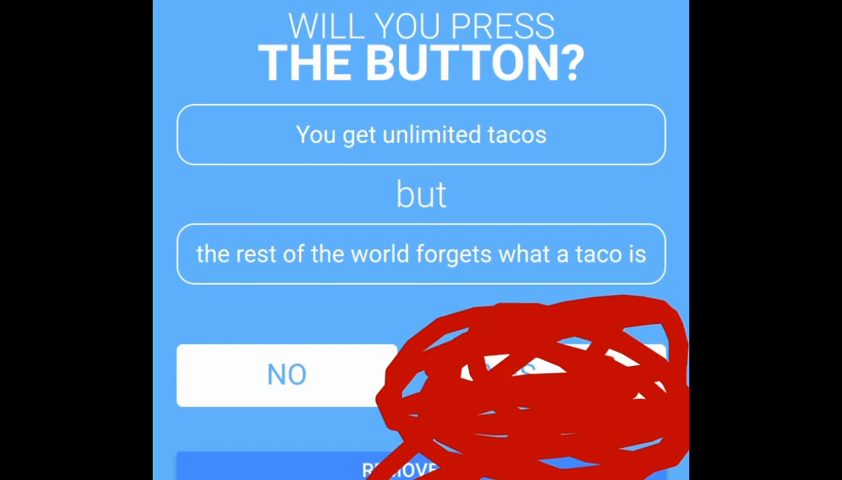 WILL YOU PRESS
THE BUTTON?
You get unlimited tacos
but
the rest of the world forgets what a taco is
NO